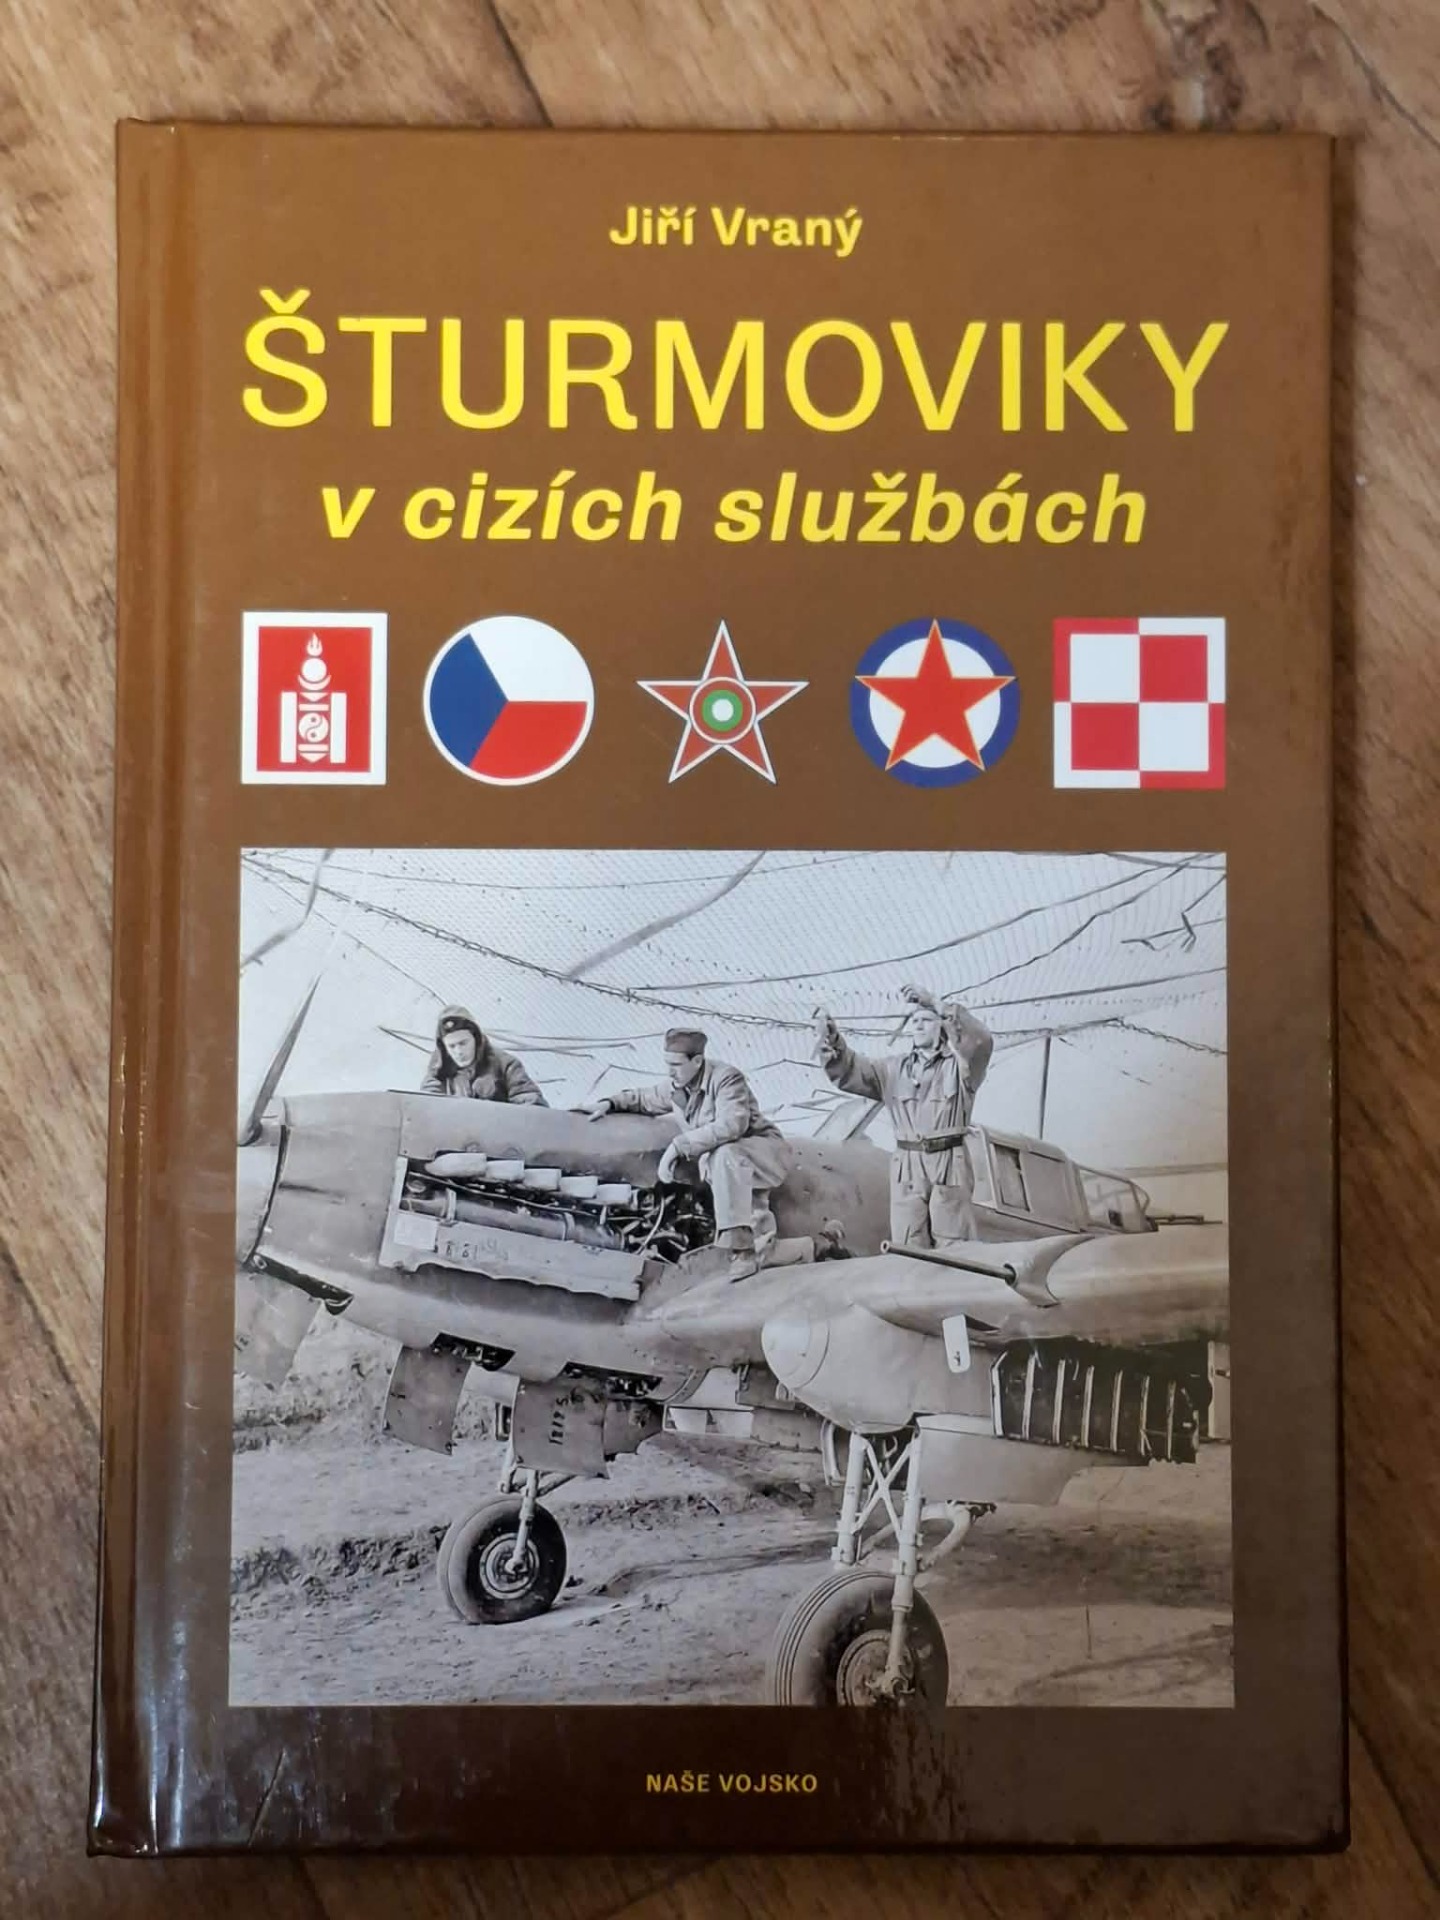 Jiří Vraný
ŠTURMOVIKY
v cizích službách
NAŠE VOJSKO